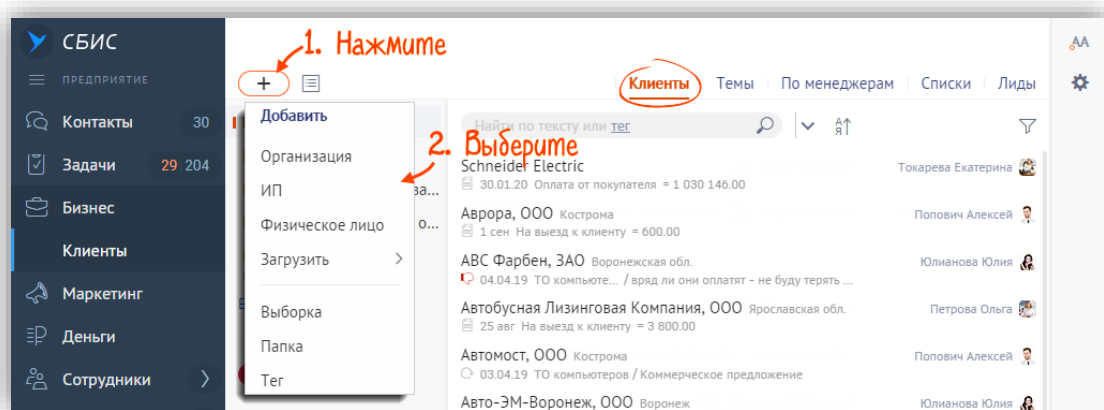 СБИС
ПРЕДПРИЯТИЕ
Контакты 30
Задачи 29 204
Бизнес
Клиенты
Маркетинг
Деньги
Сотрудники
1. Нажмите
+
Добавить
Организация
ИП
Физическое лицо
Загрузить
Выборка
Папка
Тег
2. Выберите
за...
о...
Клиенты Темы По менеджерам Списки Лиды
Найти по тексту или тег
Schneider Electric Токарева Екатерина
30.01.20 Оплата от покупателя = 1 030 146.00
Аврора, ООО Кострома Попович Алексей
1 сен На выезд к клиенту = 600.00
АВС Фарбен, ЗАО Воронежская обл. Юлианова Юлия
04.04.19 ТО компьюте... / вряд ли они оплатят – не буду терять ...
Автобусная Лизинговая Компания, ООО Ярославская обл. Петрова Ольга
25 авг На выезд к клиенту = 3 800.00
Автомост, ООО Кострома Попович Алексей
03.04.19 ТО компьютеров / Коммерческое предложение
Авто-ЭМ-Воронеж, ООО Воронеж Юлианова Юлия
АА